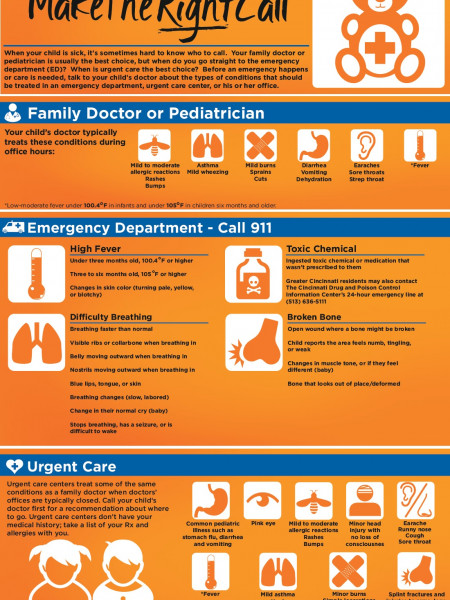 MakeTheRightCall
When your child is sick, it's sometimes hard to know who to call. Your family doctor or
pediatrician is usually the best choice, but when do you go straight to the emergency
department (ED)? When is urgent care the best choice? Before an emergency happens
or care is needed, talk to your child's doctor about the types of conditions that should
be treated in an emergency department, urgent care center, or his or her office.
Family Doctor or Pediatrician
Your child's doctor typically
treats these conditions during
office hours:
Mild to moderate
allergic reactions
Rashes
Bumps
Asthma
Mild wheezing
Mild burns
Sprains
Cuts
Diarrhea
Vomiting
Dehydration
Earaches
Sore throats
Strep throat
*Fever
*Low-moderate fever under 100.4°F in infants and under 105°F in children six months and older.
Emergency Department - Call 911
High Fever
Under three months old, 100.4°F or higher
Three to six months old, 105°F or higher
Changes in skin color (turning pale, yellow,
or blotchy)
Toxic Chemical
Ingested toxic chemical or medication that
wasn't prescribed to them
Greater Cincinnati residents may also contact
The Cincinnati Drug and Poison Control
Information Center's 24-hour emergency line at
(513) 636-5111
Difficulty Breathing
Breathing faster than normal
Visible ribs or collarbone when breathing in
Belly moving outward when breathing in
Nostrils moving outward when breathing in
Blue lips, tongue, or skin
Breathing changes (slow, labored)
Change in their normal cry (baby)
Stops breathing, has a seizure, or is
difficult to wake
Broken Bone
Open wound where a bone might be broken
Child reports the area feels numb, tingling,
or weak
Changes in muscle tone, or if they feel
different (baby)
Bone that looks out of place/deformed
Urgent Care
Urgent care centers treat some of the same
conditions as a family doctor when doctors'
offices are typically closed. Call your child's
doctor first for a recommendation about where
to go. Urgent care centers don't have your
medical history; take a list of your Rx and
allergies with you.
Common pediatric
illnesses such as
stomach flu, diarrhea
and vomiting
Pink eye
Mild to moderate
allergic reactions
Rashes
Bumps
Minor head
injury with
no loss of
consciousnes
Earache
Runny nose
Cough
Sore throat
*Fever
Mild asthma
Minor burns
Splint fractures and